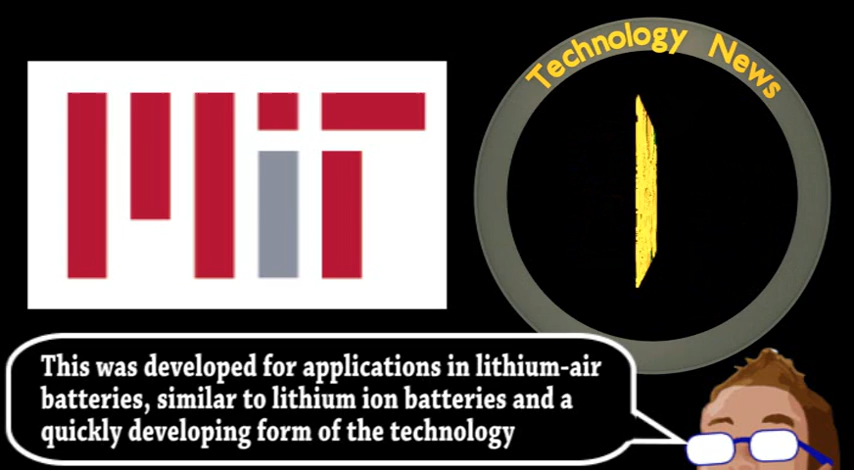 MiT
Technology News
This was developed for applications in lithium-air
batteries, similar to lithium ion batteries and a
quickly developing form of the technology